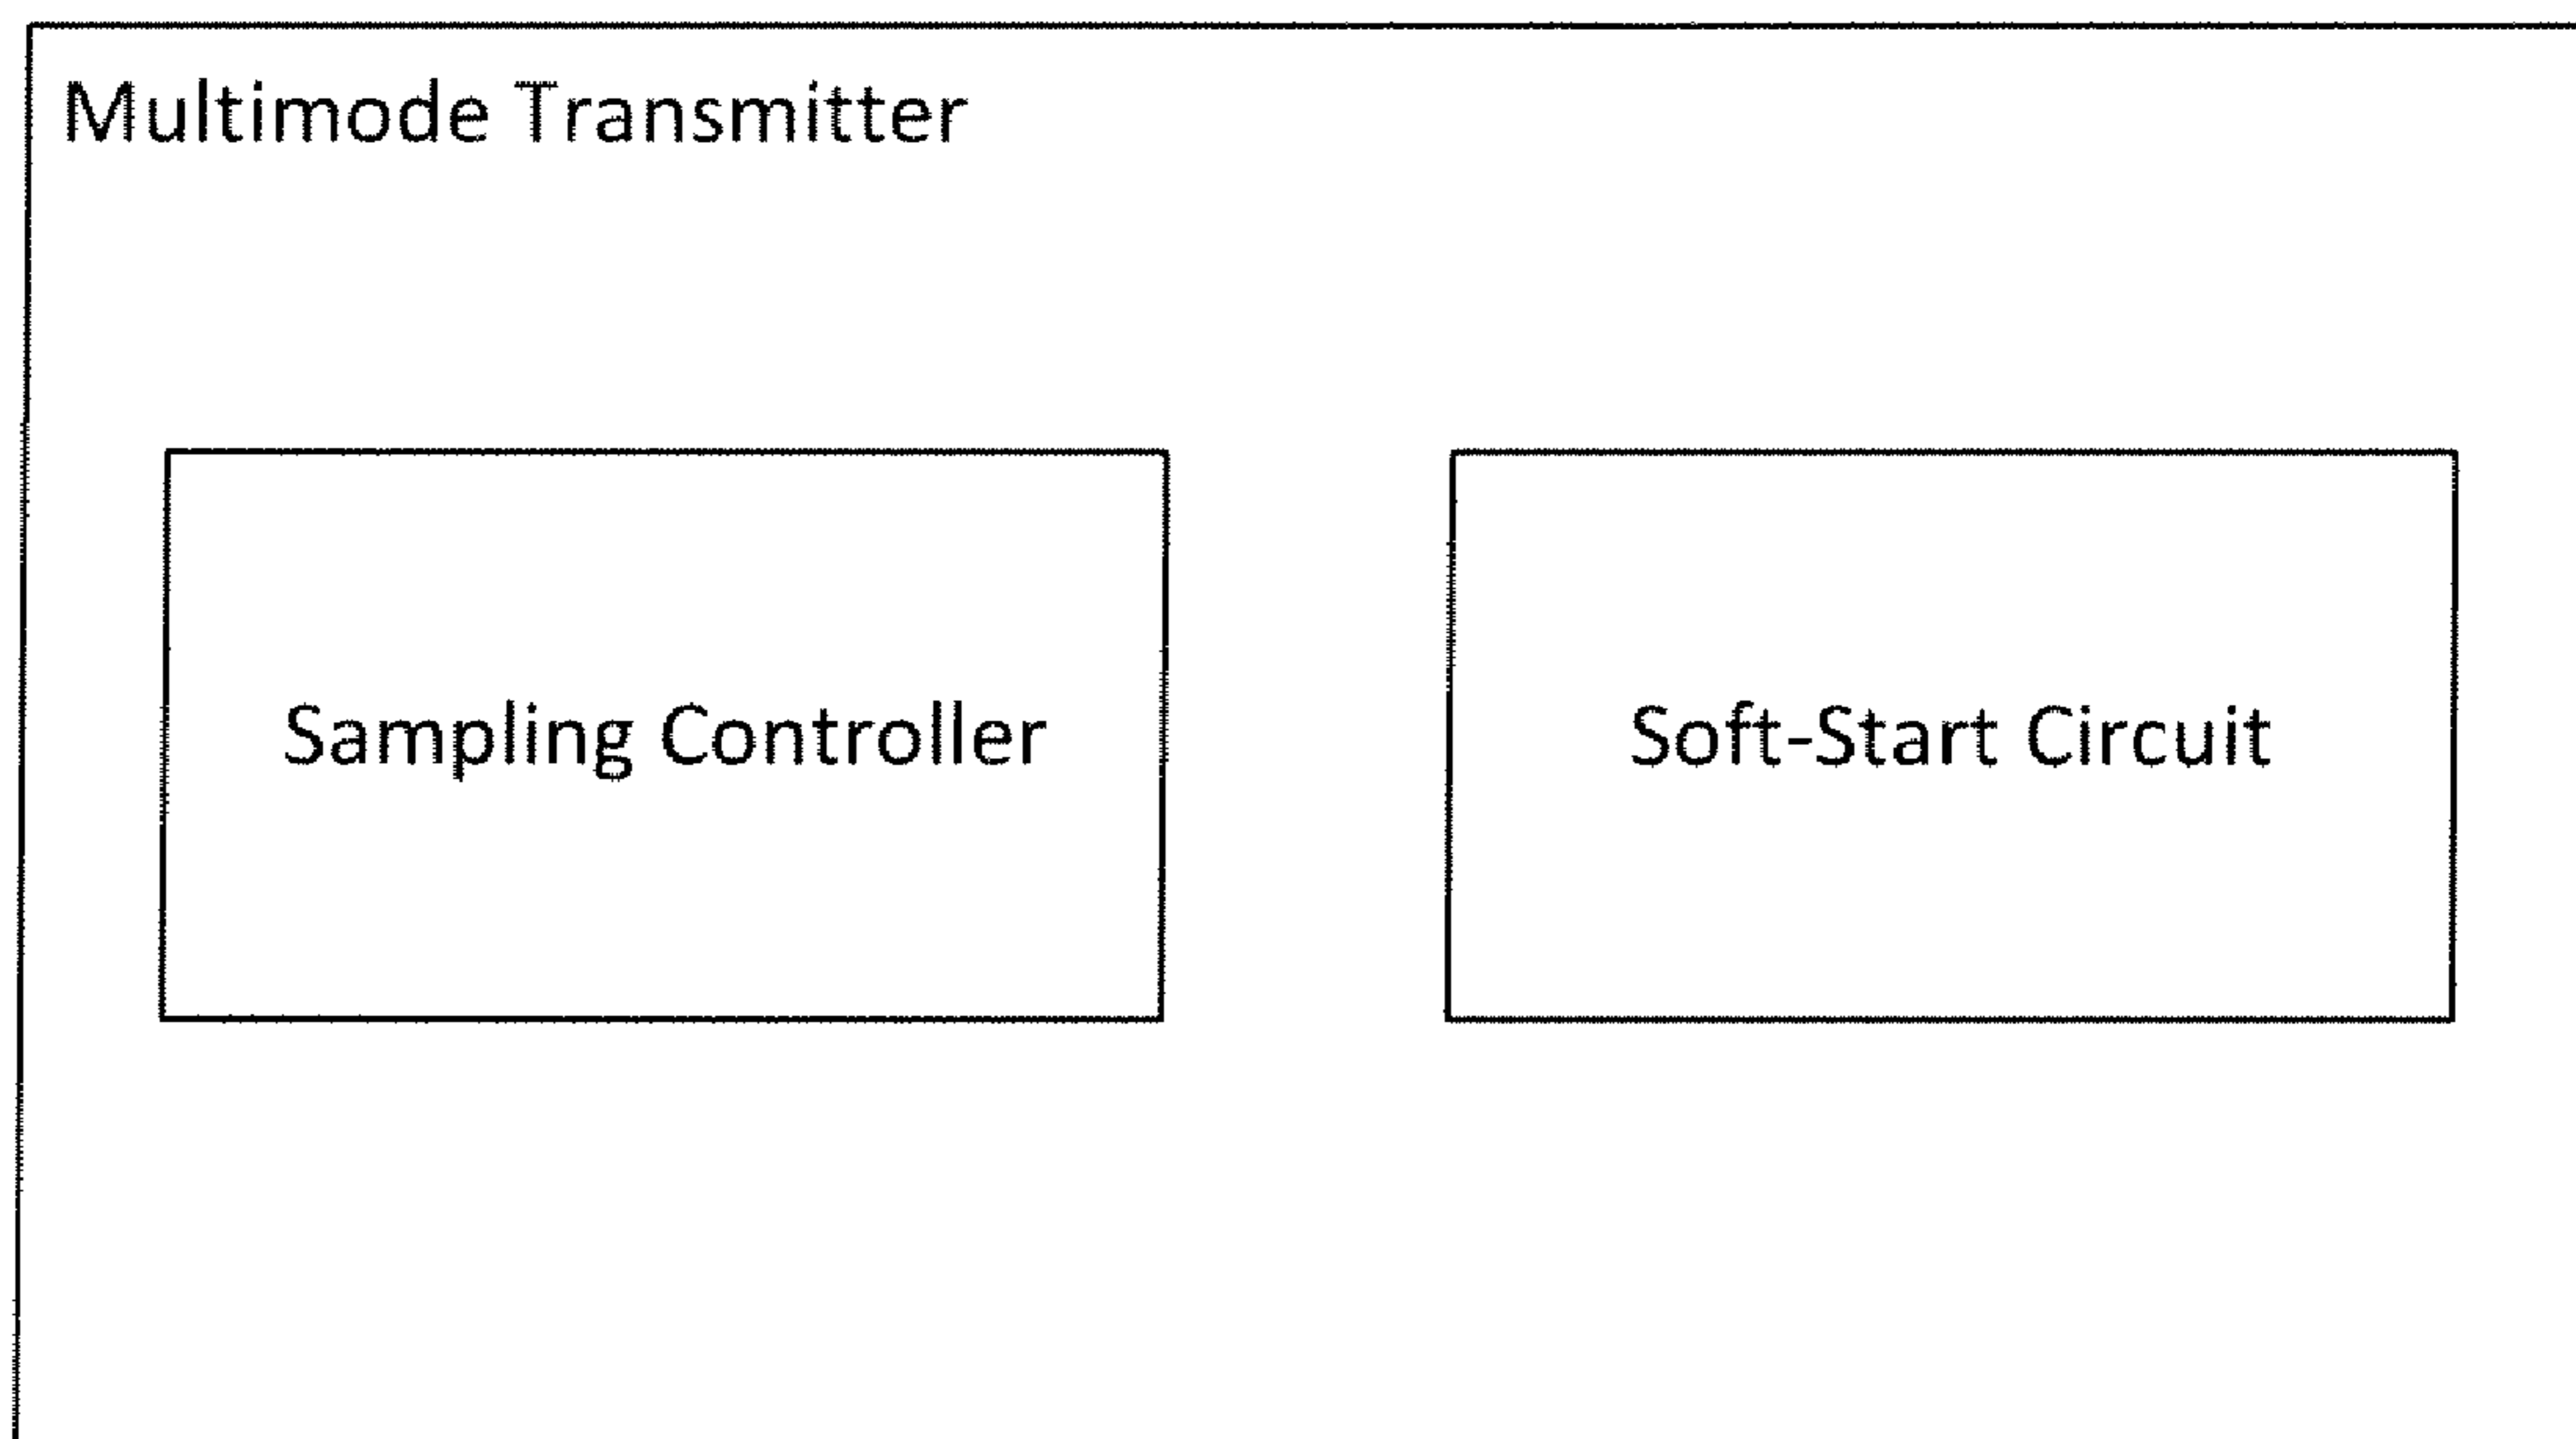 Multimode Transmitter
Sampling Controller
Soft-Start Circuit